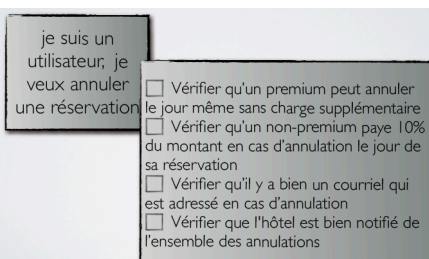 je suis un
utilisateur, je
veux annuler
une réservation
Vérifier qu'un premium peut annuler
le jour même sans charge supplémentaire
Vérifier qu'un non-premium paye 10%
du montant en cas d'annulation le jour de
sa réservation
Vérifier qu'il y a bien un courriel qui
est adressé en cas d'annulation
Vérifier que l'hôtel est bien notifié de
l'ensemble des annulations